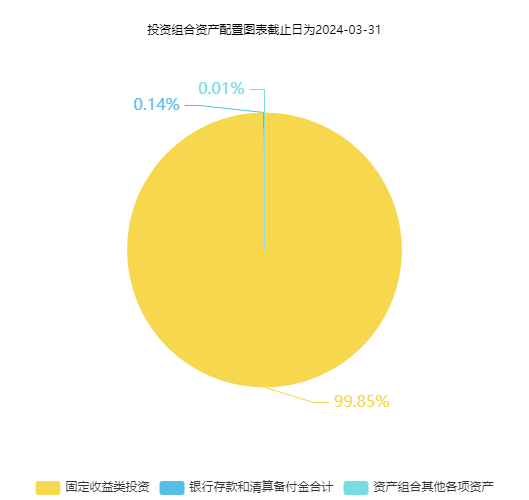 投资组合资产配置图表截止日为2024-03-31
0.01%
0.14%
99.85%
固定收益类投资 银行存款和清算备付金合计 资产组合其他各项资产